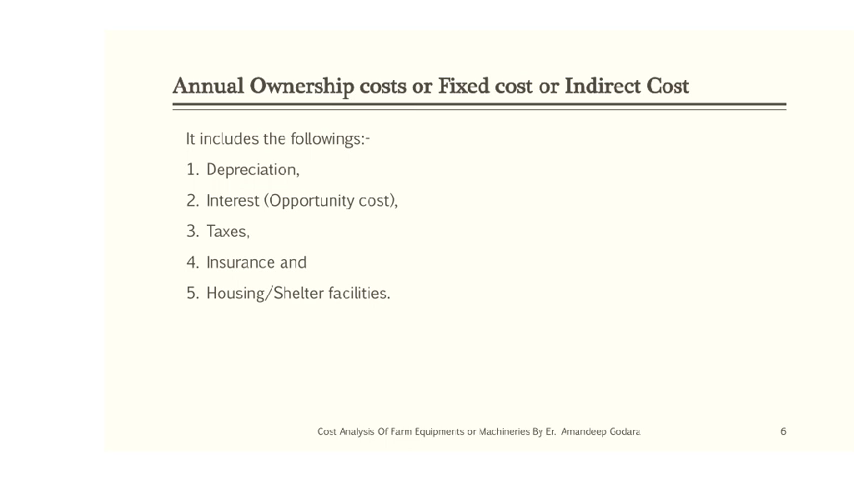 Annual Ownership costs or Fixed cost or Indirect Cost
It includes the followings:-
1. Depreciation,
2. Interest (Opportunity cost),
3. Taxes,
4. Insurance and
5. Housing/Shelter facilities.
Cost Analysis Of Farm Equipments or Machineries By Er. Amandeep Godara
6